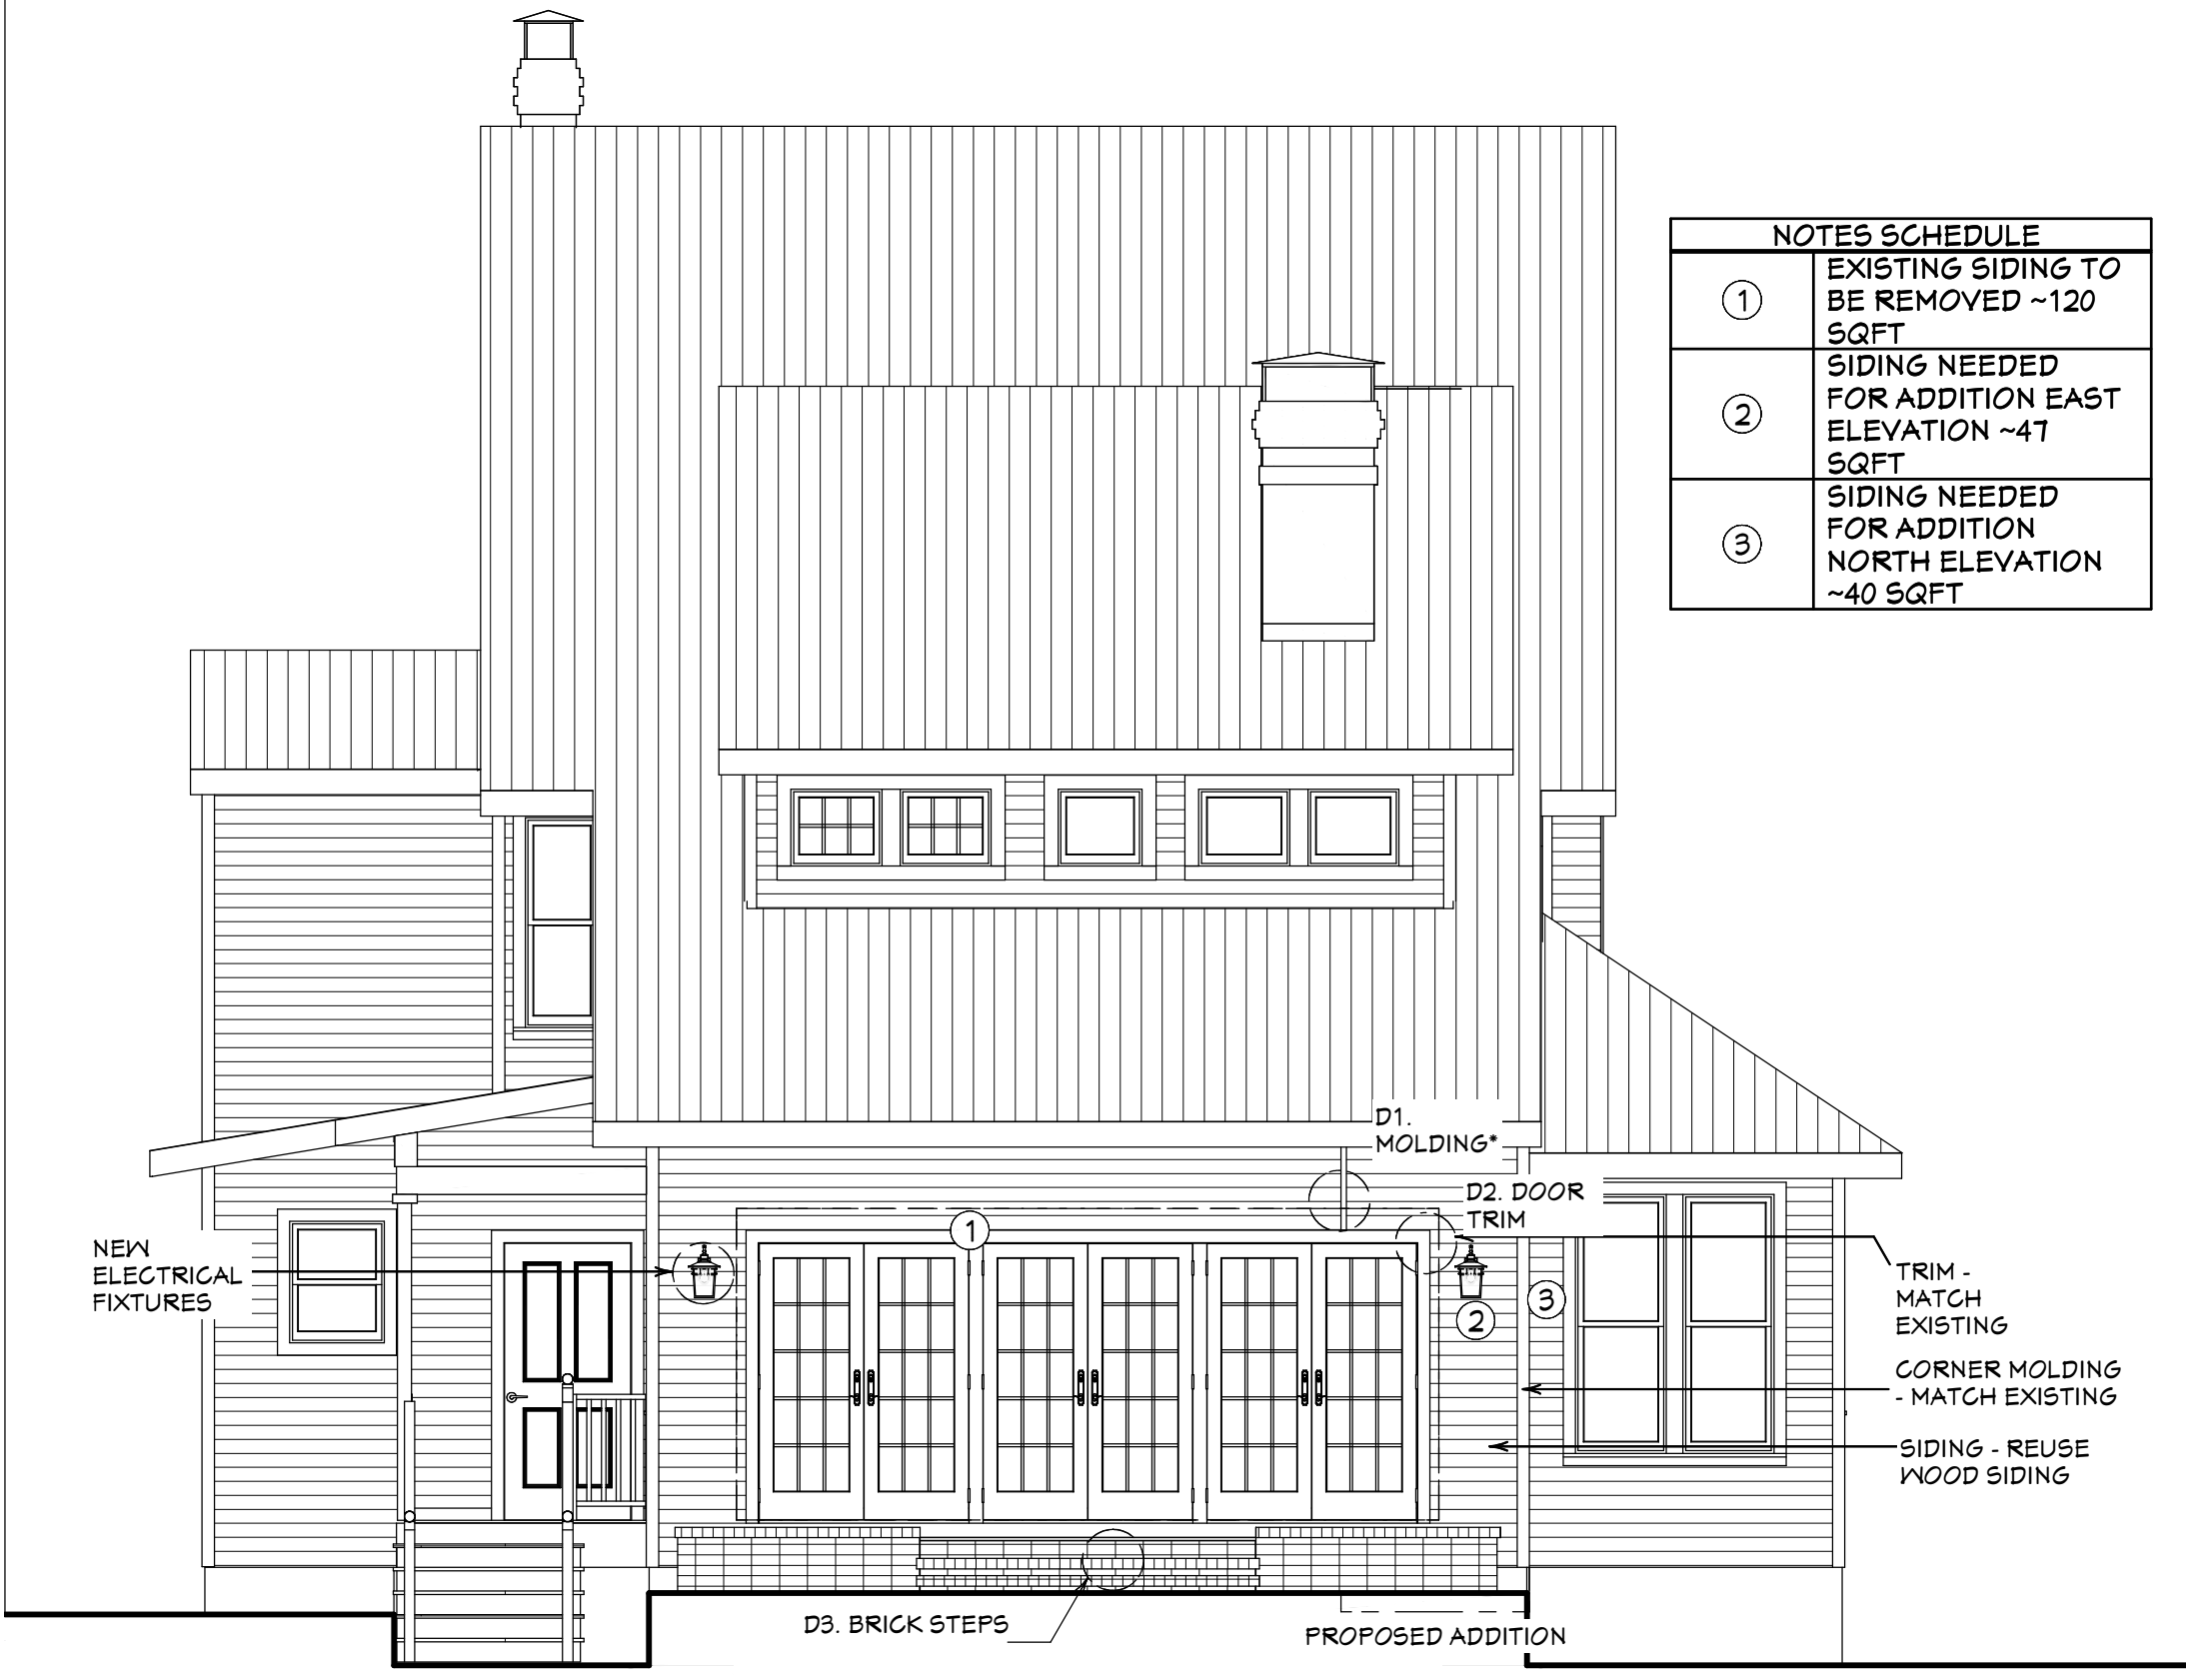 NOTES SCHEDULE
1
EXISTING SIDING TO
BE REMOVED ~120
SQFT
2
SIDING NEEDED
FOR ADDITION EAST
ELEVATION ~47
SQFT
3
SIDING NEEDED
FOR ADDITION
NORTH ELEVATION
~40 SQFT
D1.
MOLDING*
D2. DOOR
TRIM
1
NEW
ELECTRICAL
FIXTURES
2
3
TRIM -
MATCH
EXISTING
CORNER MOLDING
- MATCH EXISTING
SIDING - REUSE
WOOD SIDING
D3. BRICK STEPS
PROPOSED ADDITION